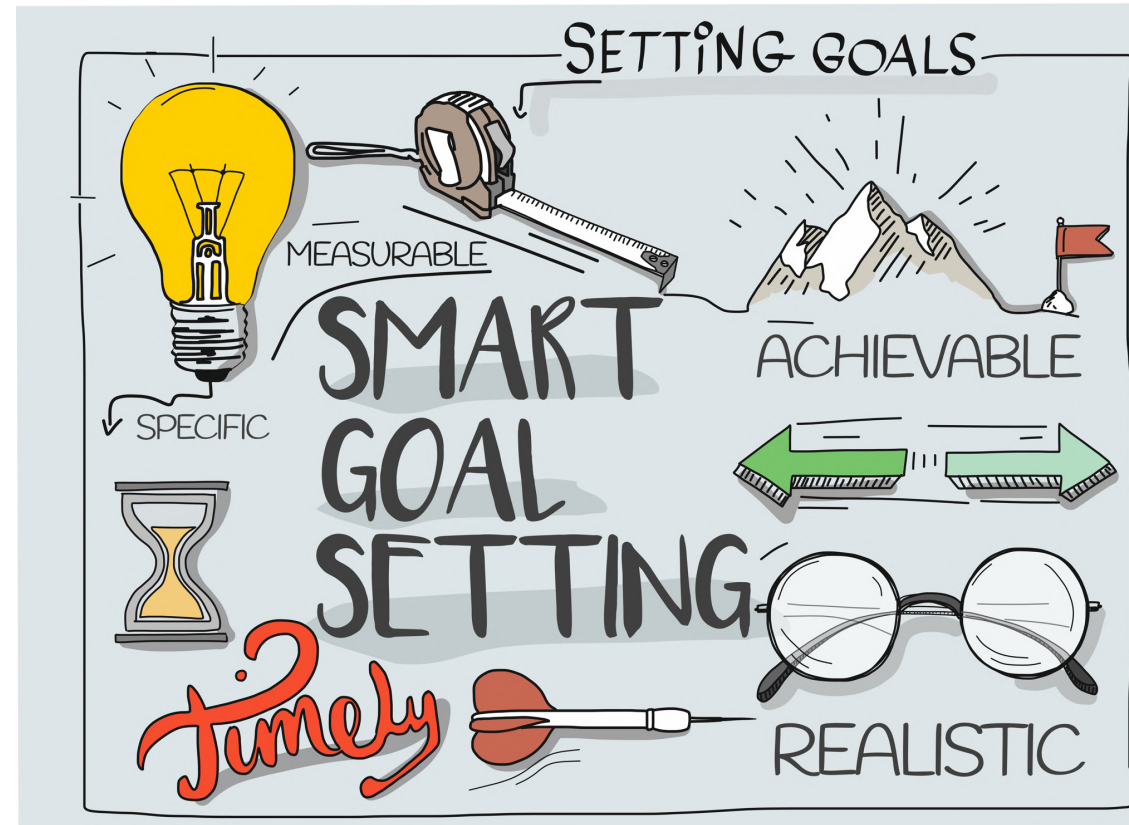 SETTING GOALS
MEASURABLE
SMART
GOAL
SETTING
SPECIFIC
ACHIEVABLE
Timely
REALISTIC